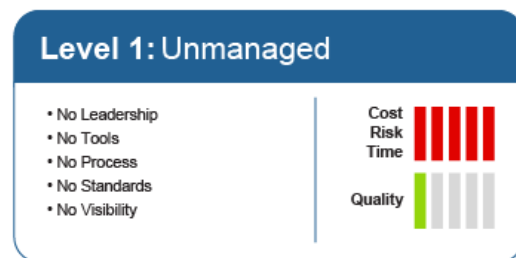 Level 1: Unmanaged
• No Leadership
• No Tools
• No Process
• No Standards
• No Visibility
Cost
Risk
Time
Quality